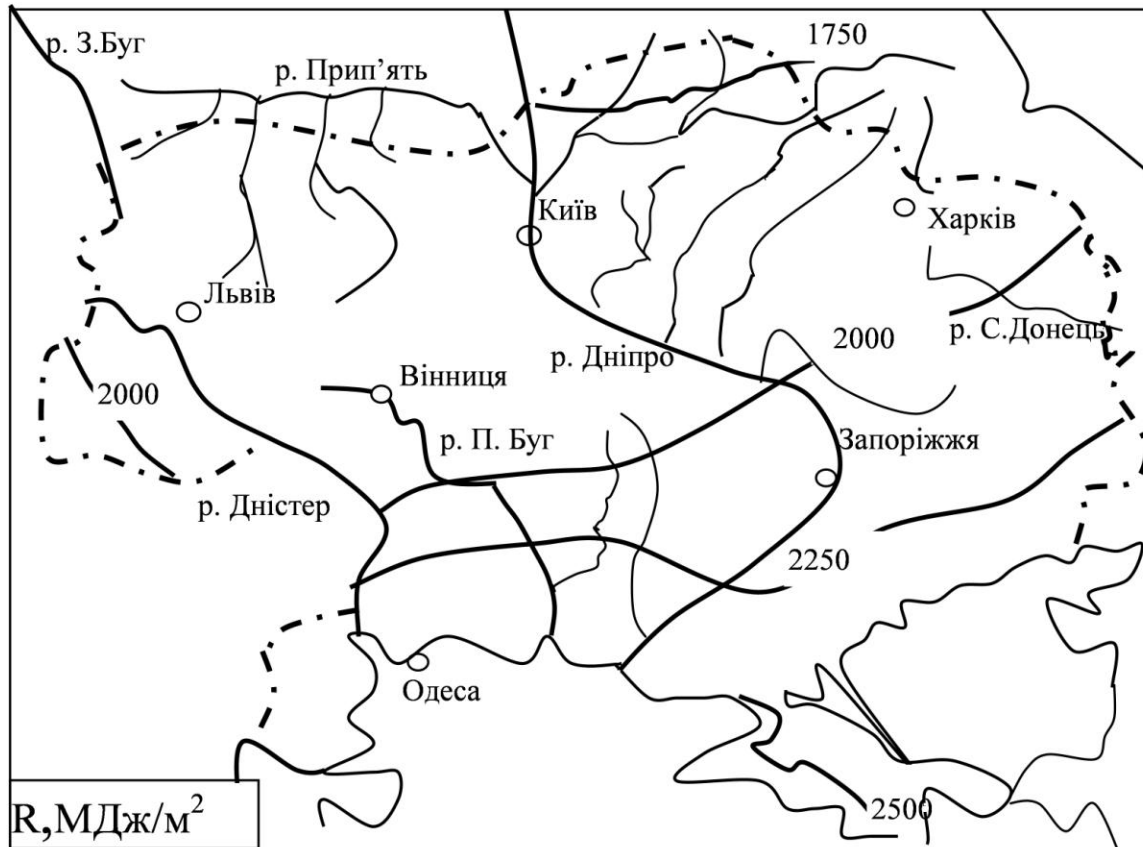 р. З.Буг
1750
р. Прип’ять
Київ
Харків
Львів
р. С.Донець
р. Дніпро
2000
Вінниця
2000
Запоріжжя
р. П. Буг
р. Дністер
2250
Одеса
2500
R,МДж/м²